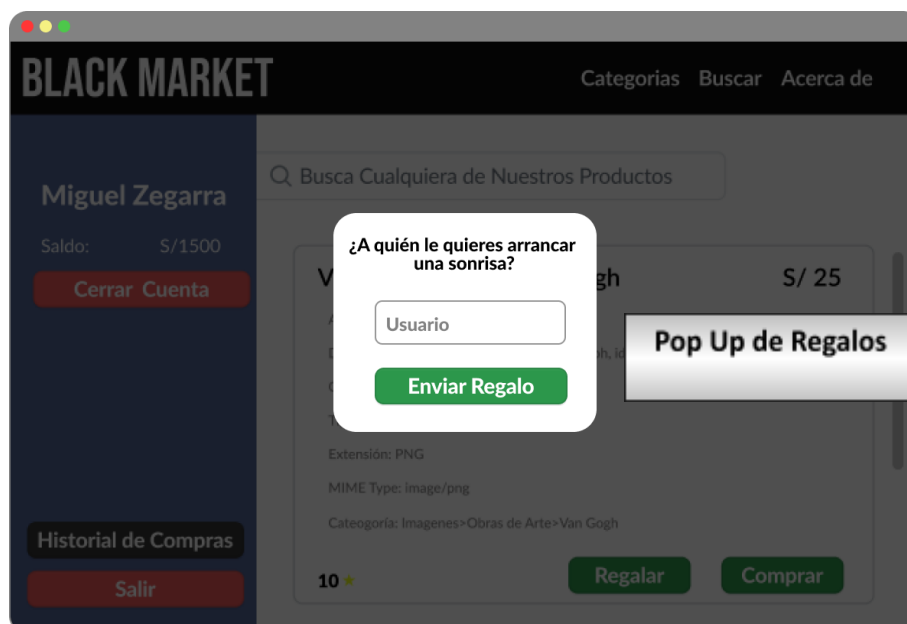 BLACK MARKET
Categorias Buscar Acerca de
Busca Cualquiera de Nuestros Productos
Miguel Zegarra
Saldo: S/1500
Cerrar Cuenta
¿A quién le quieres arrancar
una sonrisa?
S/ 25
Usuario
Pop Up de Regalos
Enviar Regalo
Extensión: PNG
MIME Type: image/png
Cateogoría: Imagenes>Obras de Arte>Van Gogh
Historial de Compras
10
Regalar
Comprar
Salir